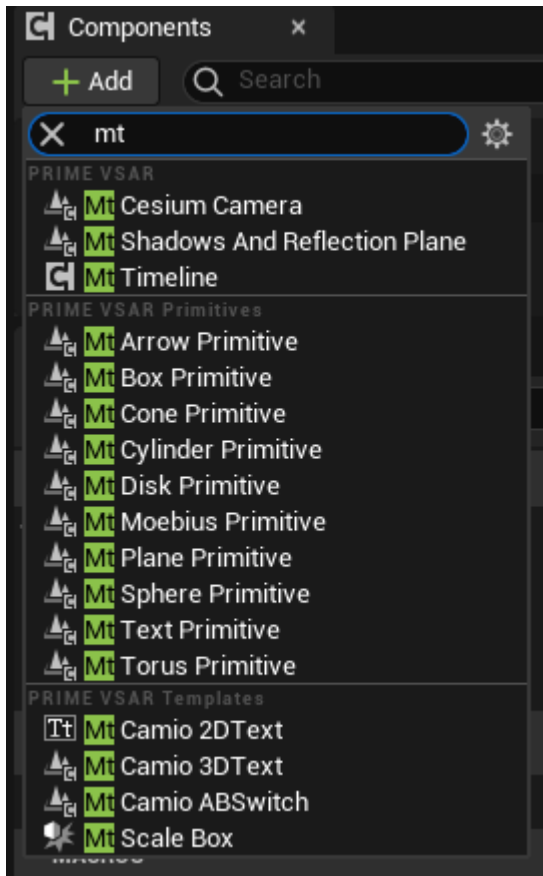 Components
Add
Search
mt
PRIME VSAR
Mt Cesium Camera
Mt Shadows And Reflection Plane
Mt Timeline
PRIME VSAR Primitives
Mt Arrow Primitive
Mt Box Primitive
Mt Cone Primitive
Mt Cylinder Primitive
Mt Disk Primitive
Mt Moebius Primitive
Mt Plane Primitive
Mt Sphere Primitive
Mt Text Primitive
Mt Torus Primitive
PRIME VSAR Templates
Tt Mt Camio 2DText
Mt Camio 3DText
Mt Camio ABSwitch
Mt Scale Box